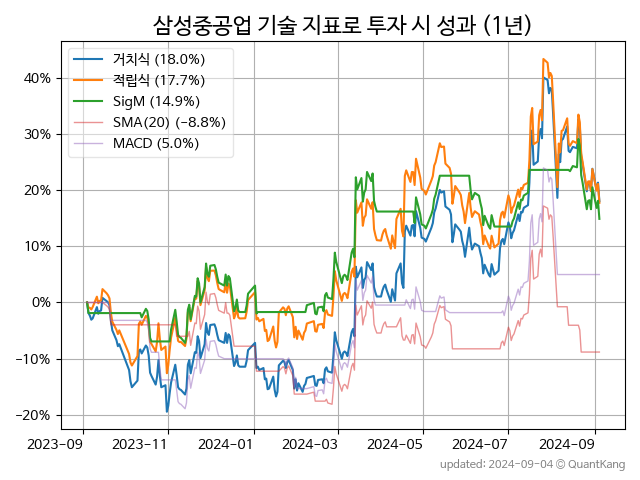 삼성중공업 기술 지표로 투자 시 성과 (1년)
거치식 (18.0%)
적립식 (17.7%)
SigM (14.9%)
SMA(20) (-8.8%)
MACD (5.0%)
40%
30%
20%
10%
0%
−10%
−20%
2023-09 2023-11 2024-01 2024-03 2024-05 2024-07 2024-09
updated: 2024-09-04 © QuantKang